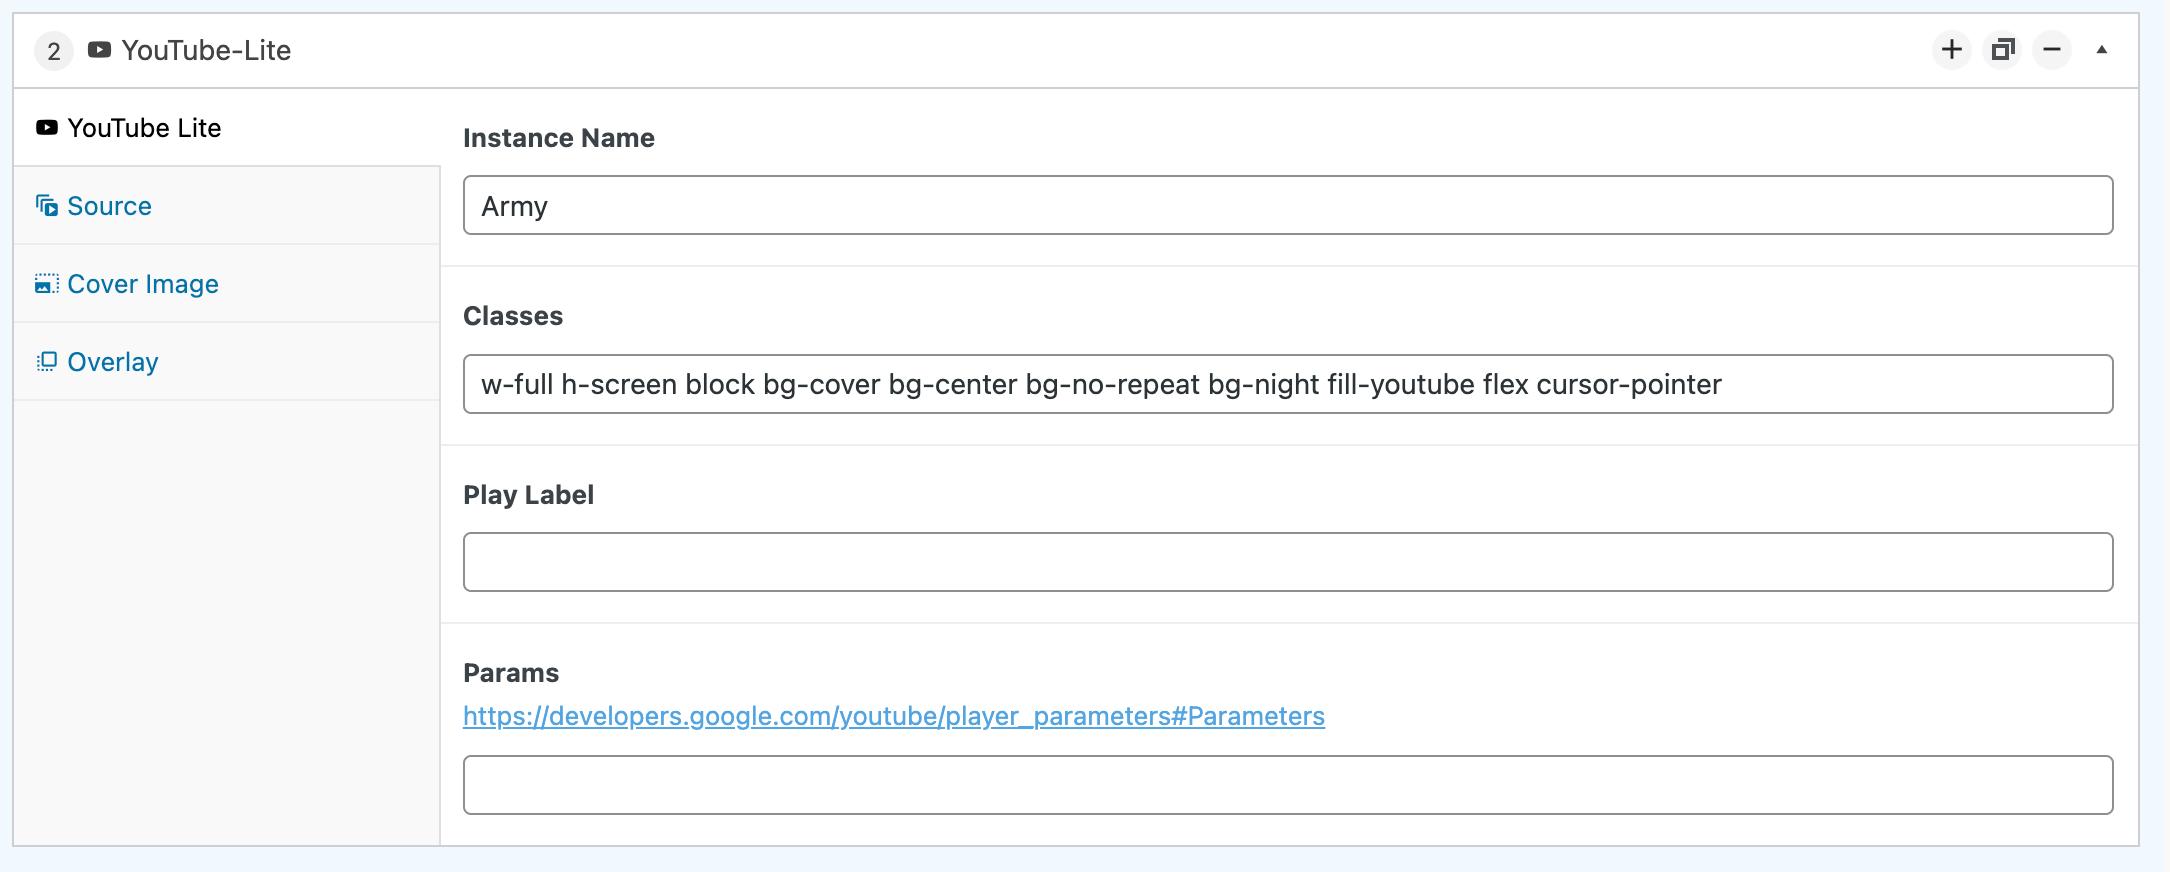 2 YouTube-Lite
YouTube Lite
Source
Cover Image
Overlay
Instance Name
Army
Classes
w-full h-screen block bg-cover bg-center bg-no-repeat bg-night fill-youtube flex cursor-pointer
Play Label
Params
https://developers.google.com/youtube/player_parameters#Parameters